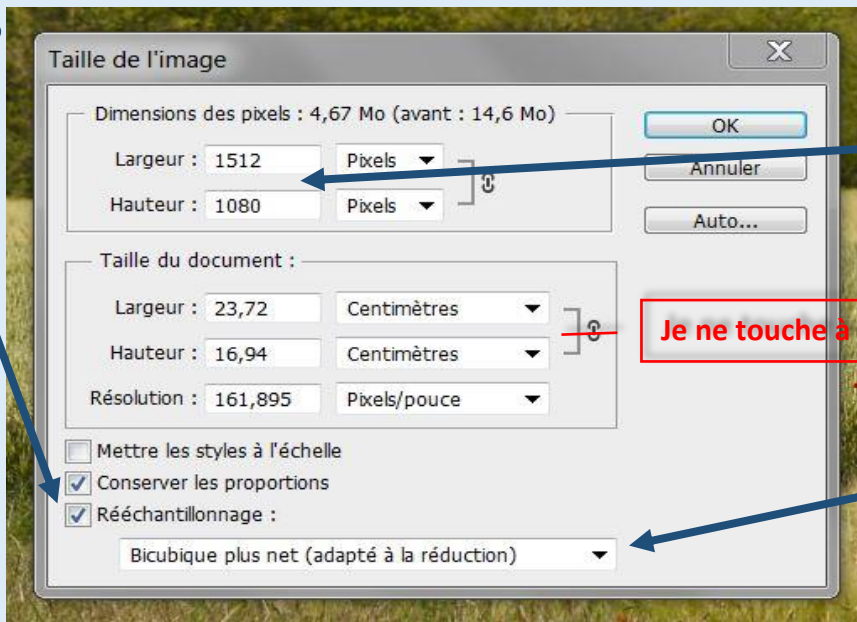 Taille de l'image
Dimensions des pixels : 4,67 Mo (avant : 14,6 Mo)
Largeur : 1512 Pixels
Hauteur : 1080 Pixels
OK
Annuler
Auto...
Taille du document :
Largeur : 23,72 Centimètres
Hauteur : 16,94 Centimètres
Résolution : 161,895 Pixels/pouce
Je ne touche à
Mettre les styles à l'échelle
Conserver les proportions
Rééchantillonnage :
Bicubique plus net (adapté à la réduction)